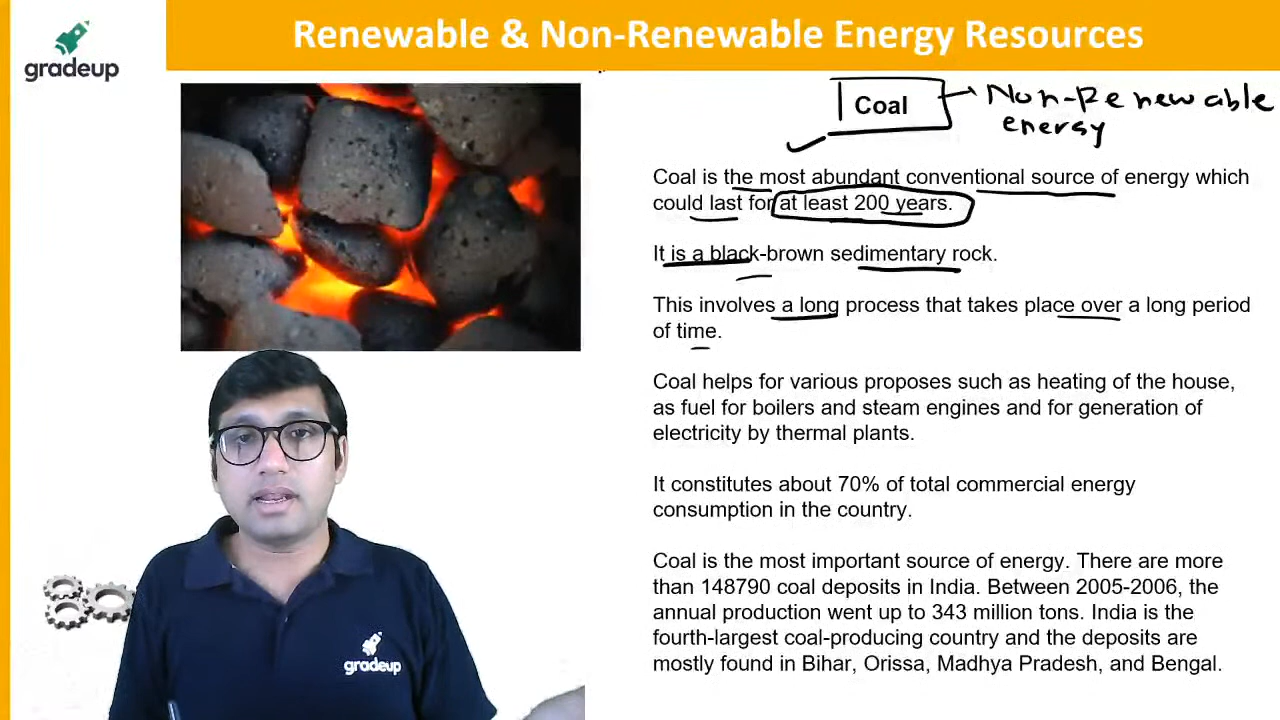 Renewable & Non-Renewable Energy Resources
gradeup
Coal
Non-Renewable
energy
Coal is the most abundant conventional source of energy which
could last for at least 200 years.
It is a black-brown sedimentary rock.
This involves a long process that takes place over a long period
of time.
Coal helps for various proposes such as heating of the house,
as fuel for boilers and steam engines and for generation of
electricity by thermal plants.
It constitutes about 70% of total commercial energy
consumption in the country.
Coal is the most important source of energy. There are more
than 148790 coal deposits in India. Between 2005-2006, the
annual production went up to 343 million tons. India is the
fourth-largest coal-producing country and the deposits are
mostly found in Bihar, Orissa, Madhya Pradesh, and Bengal.
gradeup